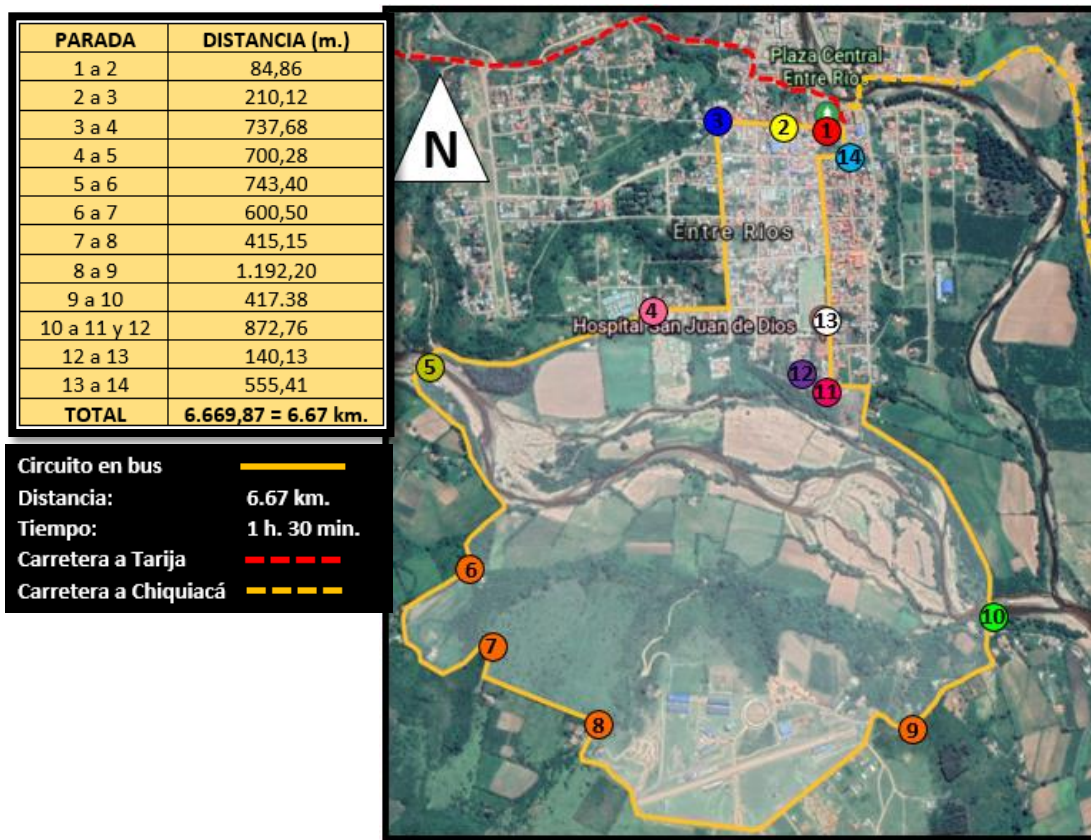 PARADA DISTANCIA (m.)
1 a 2 84,86
2 a 3 210,12
3 a 4 737,68
4 a 5 700,28
5 a 6 743,40
6 a 7 600,50
7 a 8 415,15
8 a 9 1.192,20
9 a 10 417.38
10 a 11 y 12 872,76
12 a 13 140,13
13 a 14 555,41
TOTAL 6.669,87 = 6.67 km.
Circuito en bus
Distancia: 6.67 km.
Tiempo: 1 h. 30 min.
Carretera a Tarija
Carretera a Chiquiacá
N
Plaza Central
Entre Ríos
3
2
1
14
Entre Ríos
4
Hospital San Juan de Dios
13
5
12
11
6
10
7
8
9